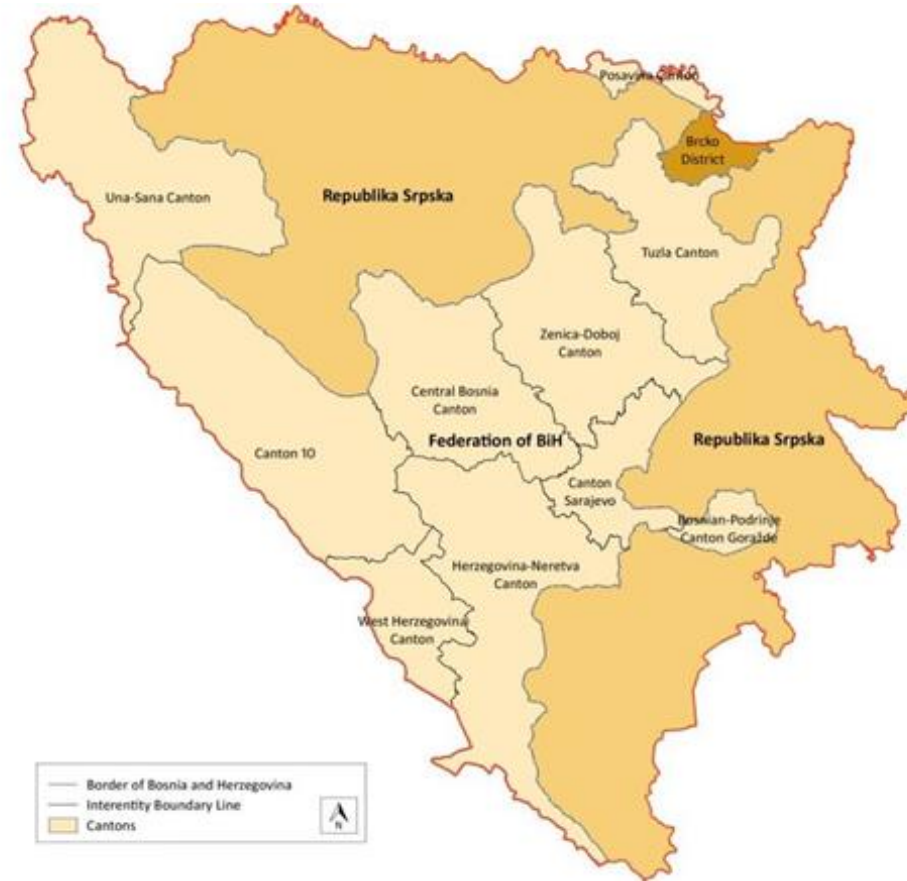 Posavina Canton
Brcko
District
Una-Sana Canton
Republika Srpska
Tuzla Canton
Zenica-Doboj
Canton
Central Bosnia
Canton
Federation of BiH
Republika Srpska
Canton 10
Canton
Sarajevo
Bosnian-Podrinje
Canton Goražde
Herzegovina-Neretva
Canton
West Herzegovina
Canton
Border of Bosnia and Herzegovina
Interentity Boundary Line
Cantons
N